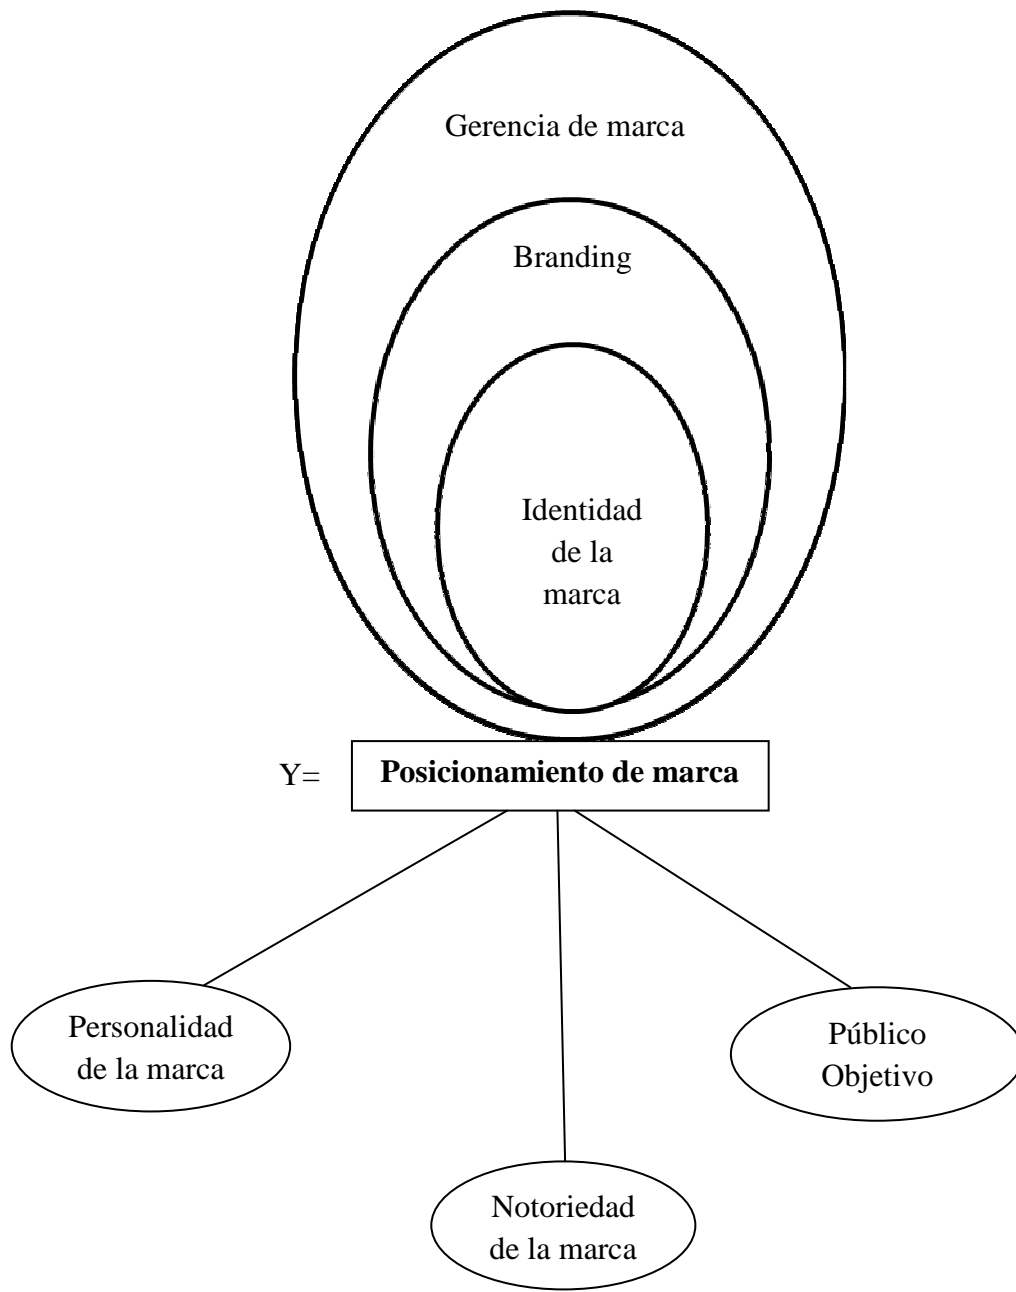 Gerencia de marca
Branding
Identidad
de la
marca
Y=
Posicionamiento de marca
Personalidad
de la marca
Público
Objetivo
Notoriedad
de la marca